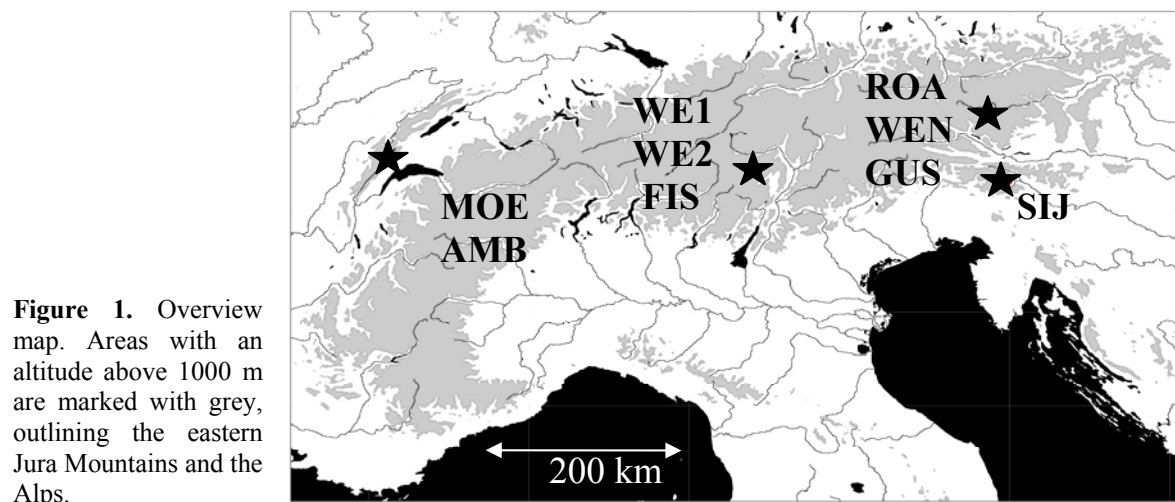 ROA
WE1
WEN
WE2
GUS
FIS
MOE
SIJ
AMB
Figure 1. Overview
map. Areas with an
altitude above 1000 m
are marked with grey,
outlining the eastern
Jura Mountains and the
Alps.
200 km